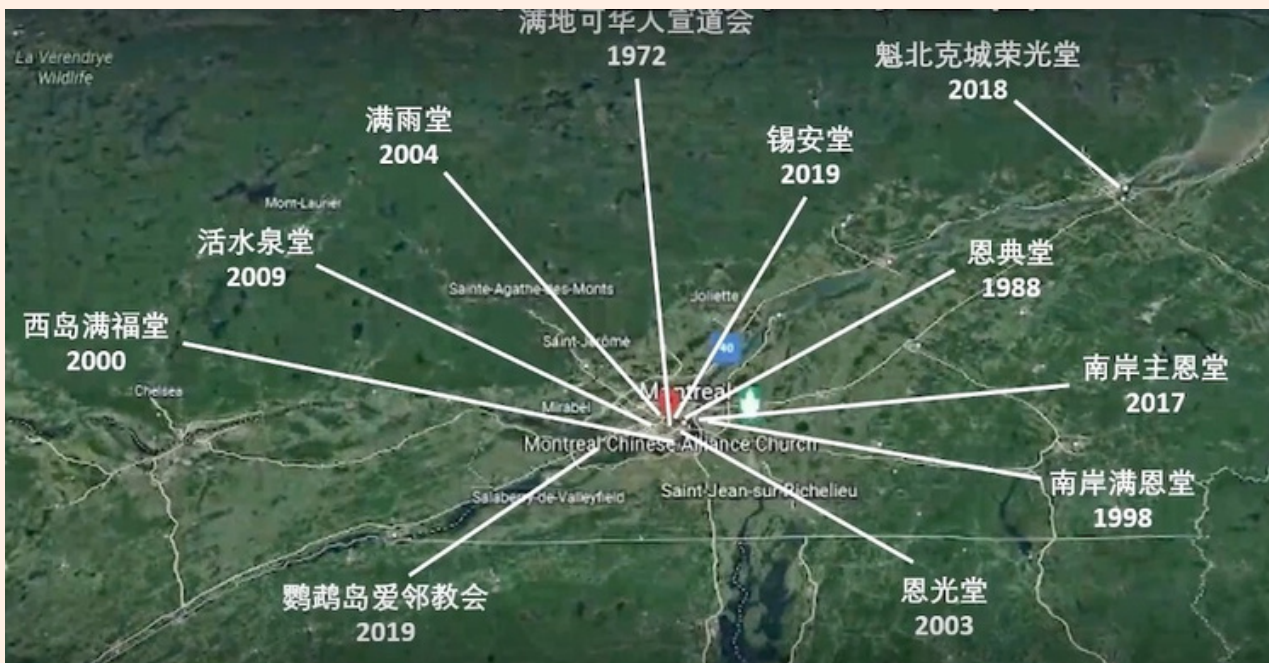 满地可华人宣道会
1972
魁北克城荣光堂
2018
La Vérendrye
Wildlife
满雨堂
2004
锡安堂
2019
Mont-Laurier
活水泉堂
2009
恩典堂
1988
Sainte-Agathe-des-Monts
Joliette
西岛满福堂
2000
Saint-Jérôme
40
南岸主恩堂
2017
Chelsea
Montreal
Mirabel
Montreal Chinese Alliance Church
南岸满恩堂
1998
Salaberry-de-Valleyfield
Saint-Jean-sur-Richelieu
鹦鹉岛爱邻教会
2019
恩光堂
2003